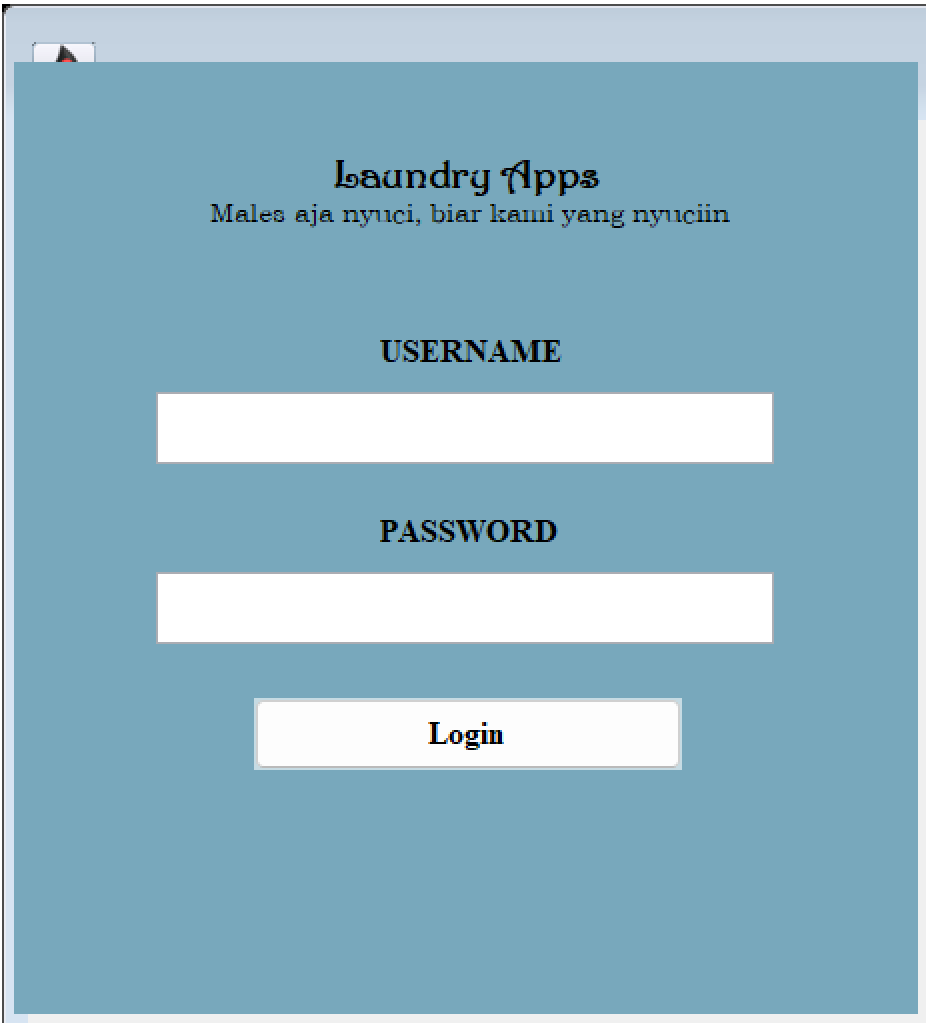 Laundry Apps
Males aja nyuci, biar kami yang nyuciin
USERNAME
PASSWORD
Login